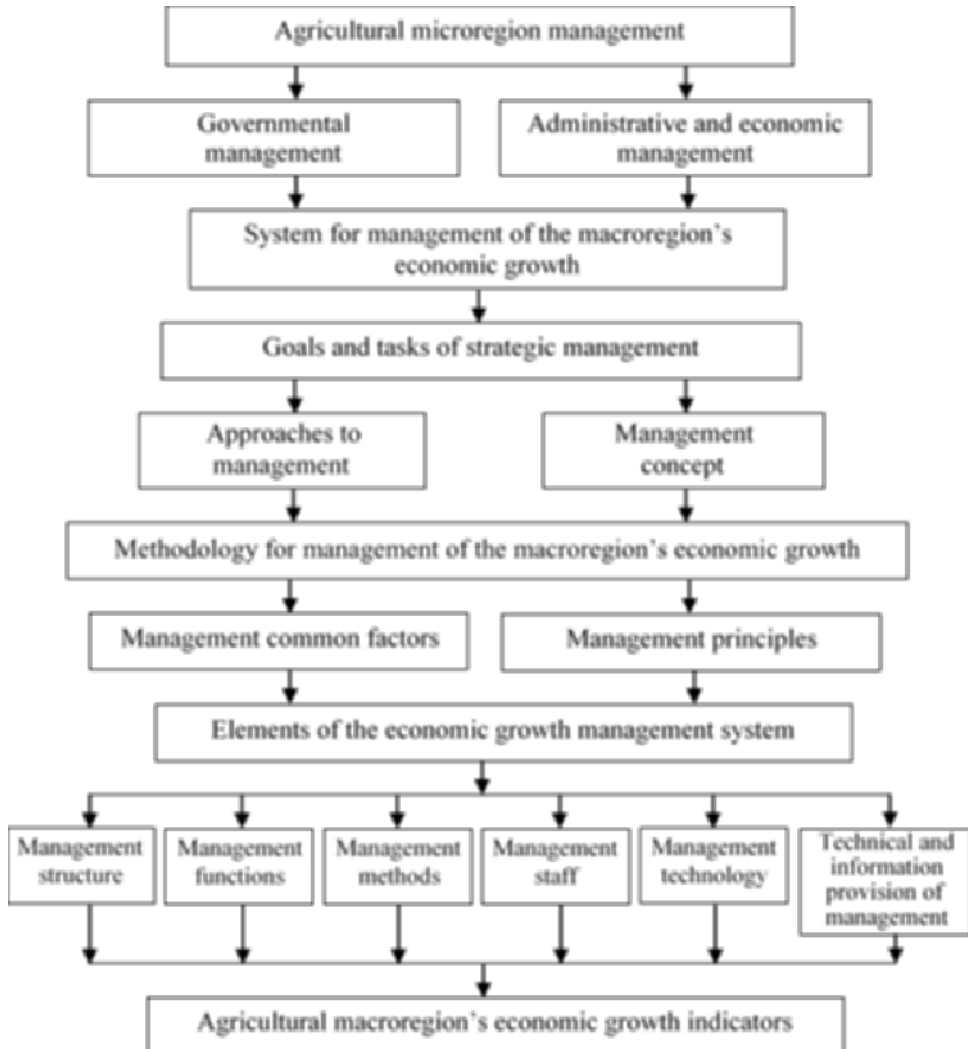 Agricultural microregion management
Governmental
management
Administrative and economic
management
System for management of the macroregion's
economic growth
Goals and tasks of strategic management
Approaches to
management
Management
concept
Methodology for management of the macroregion's economic growth
Management common factors
Management principles
Elements of the economic growth management system
Management
structure
Management
functions
Management
methods
Management
staff
Management
technology
Technical and
information
provision of
management
Agricultural macroregion's economic growth indicators